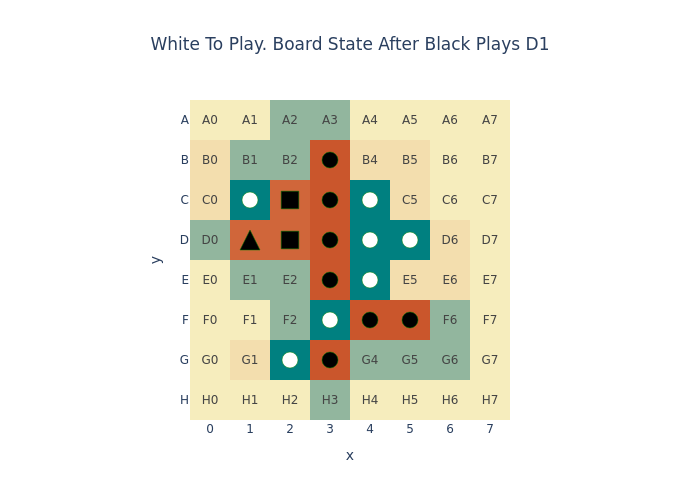 White To Play. Board State After Black Plays D1
A A0 A1 A2 A3 A4 A5 A6 A7
B B0 B1 B2 B4 B5 B6 B7
C C0 C5 C6 C7
D D0 D6 D7
E E0 E1 E2 E5 E6 E7
F F0 F1 F2 F6 F7
G G0 G1 G4 G5 G6 G7
H H0 H1 H2 H3 H4 H5 H6 H7
0 1 2 3 4 5 6 7
x
y